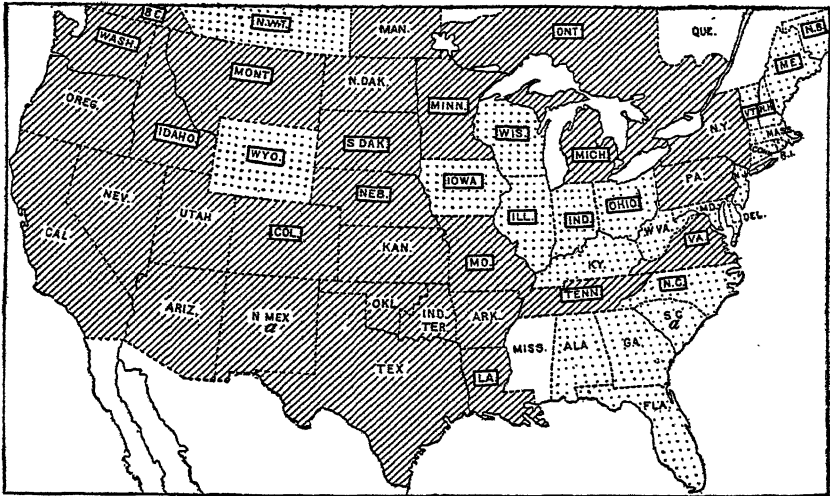 B.C.
N.W.T.
MAN.
ONT
QUE.
N.B.
WASH.
MONT
N.DAK.
MINN.
ME.
OREG.
IDAHO.
WYO.
S DAK.
WIS.
MICH
N.Y.
VT.
N.H.
MASS.
R.I.
NEV.
UTAH
COL.
NEB.
IOWA
ILL.
IND.
OHIO
PA.
N.J.
MD.
DEL.
CAL.
KAN.
MO.
KY.
W VA.
VA.
ARIZ.
N MEX
a
OKL.
IND.
TER.
ARK.
TENN.
N.C.
S C
a
TEX.
LA.
MISS.
ALA
GA.
FLA.